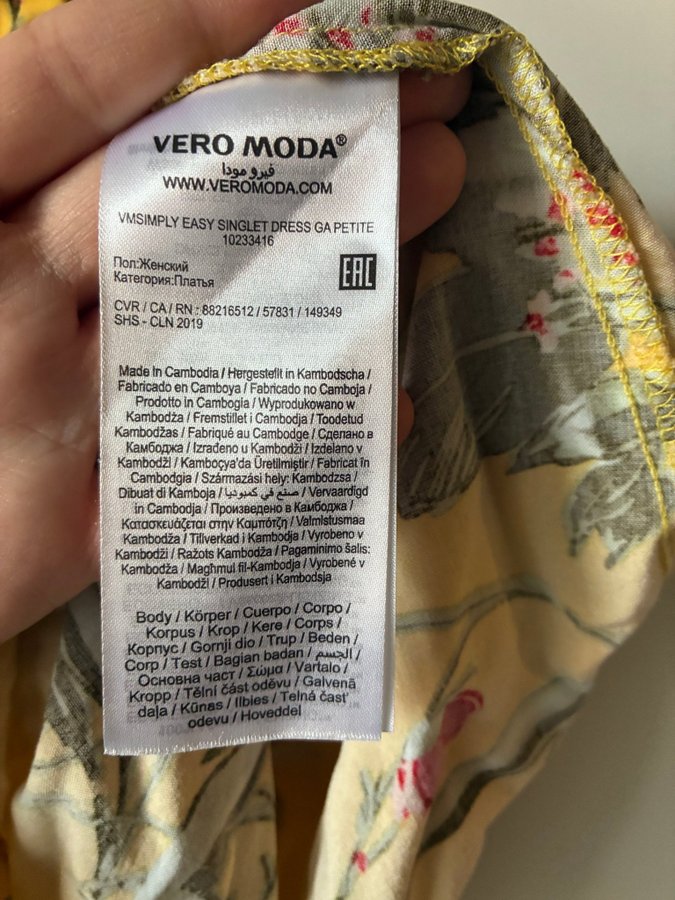 VERO MODA®
فيرو مودا
WWW.VEROMODA.COM
VMSIMPLY EASY SINGLET DRESS GA PETITE
10233416
Пол:Женский
Категория:Платья
EAC
CVR / CA / RN : 88216512 / 57831 / 149349
SHS - CLN 2019
Made In Cambodia / Hergestellt in Kambodscha /
Fabricado en Camboya / Fabricado no Camboja /
Prodotto in Cambogia / Wyprodukowano w
Kambodża / Fremstillet i Cambodja / Toodetud
Kambodžas / Fabriqué au Cambodge / Сделано в
Камбоджа / Izrađeno u Kambodži / Izdelano v
Kambodži / Kamboçya'da Üretilmiştir / Fabricat în
Cambodgia / Származási hely: Kambodzsa /
Dibuat di Kamboja / صنع في كمبوديا / Vervaardigd
in Cambodja / Произведено в Камбоджа /
Κατασκευάζεται στην Καμπότζη / Valmistusmaa
Kambodža / Tillverkad i Kambodja / Vyrobeno v
Kambodži / Ražots Kambodža / Pagaminimo šalis:
Kambodža / Magħmul fil-Kambodja / Vyrobené v
Kambodži / Produsert i Kambodsja
Body / Körper / Cuerpo / Corpo /
Korpus / Krop / Kere / Corps /
Корпус / Gornji dio / Trup / Beden /
Corp / Test / Bagian badan / الجسم /
Основна част / Σώμα / Vartalo /
Kropp / Tělní část oděvu / Galvenā
daļa / Kūnas / Ilbies / Telná časť
odevu / Hoveddel